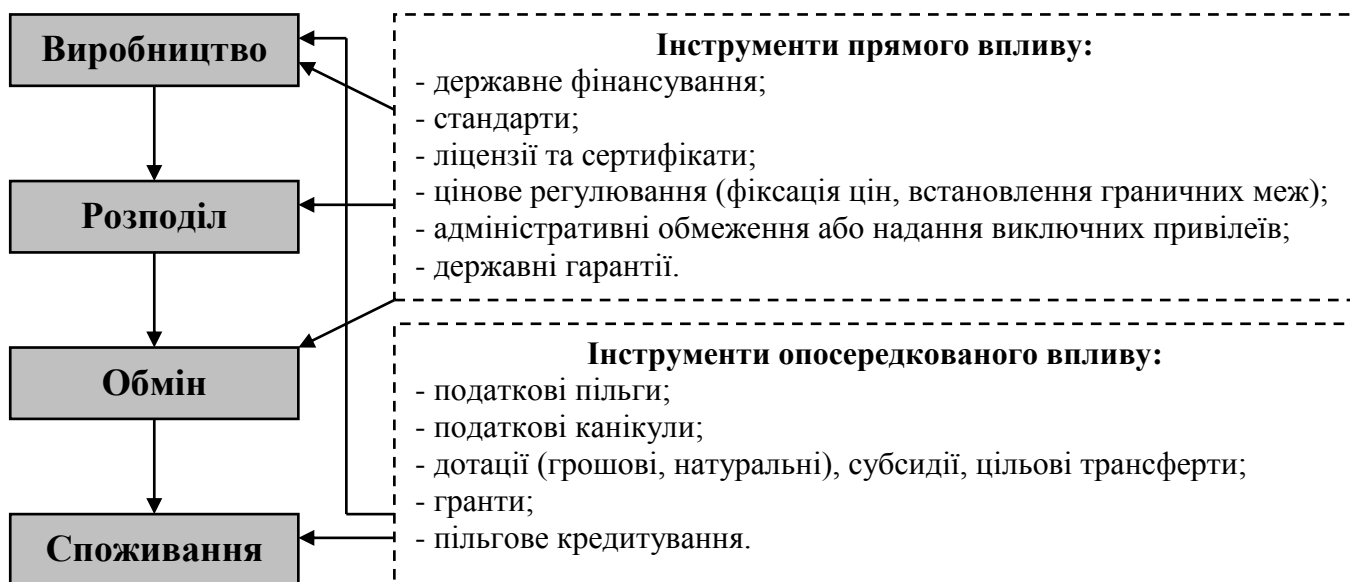 Виробництво
Розподіл
Обмін
Споживання
Інструменти прямого впливу:
- державне фінансування;
- стандарти;
- ліцензії та сертифікати;
- цінове регулювання (фіксація цін, встановлення граничних меж);
- адміністративні обмеження або надання виключних привілеїв;
- державні гарантії.
Інструменти опосередкованого впливу:
- податкові пільги;
- податкові канікули;
- дотації (грошові, натуральні), субсидії, цільові трансферти;
- гранти;
- пільгове кредитування.